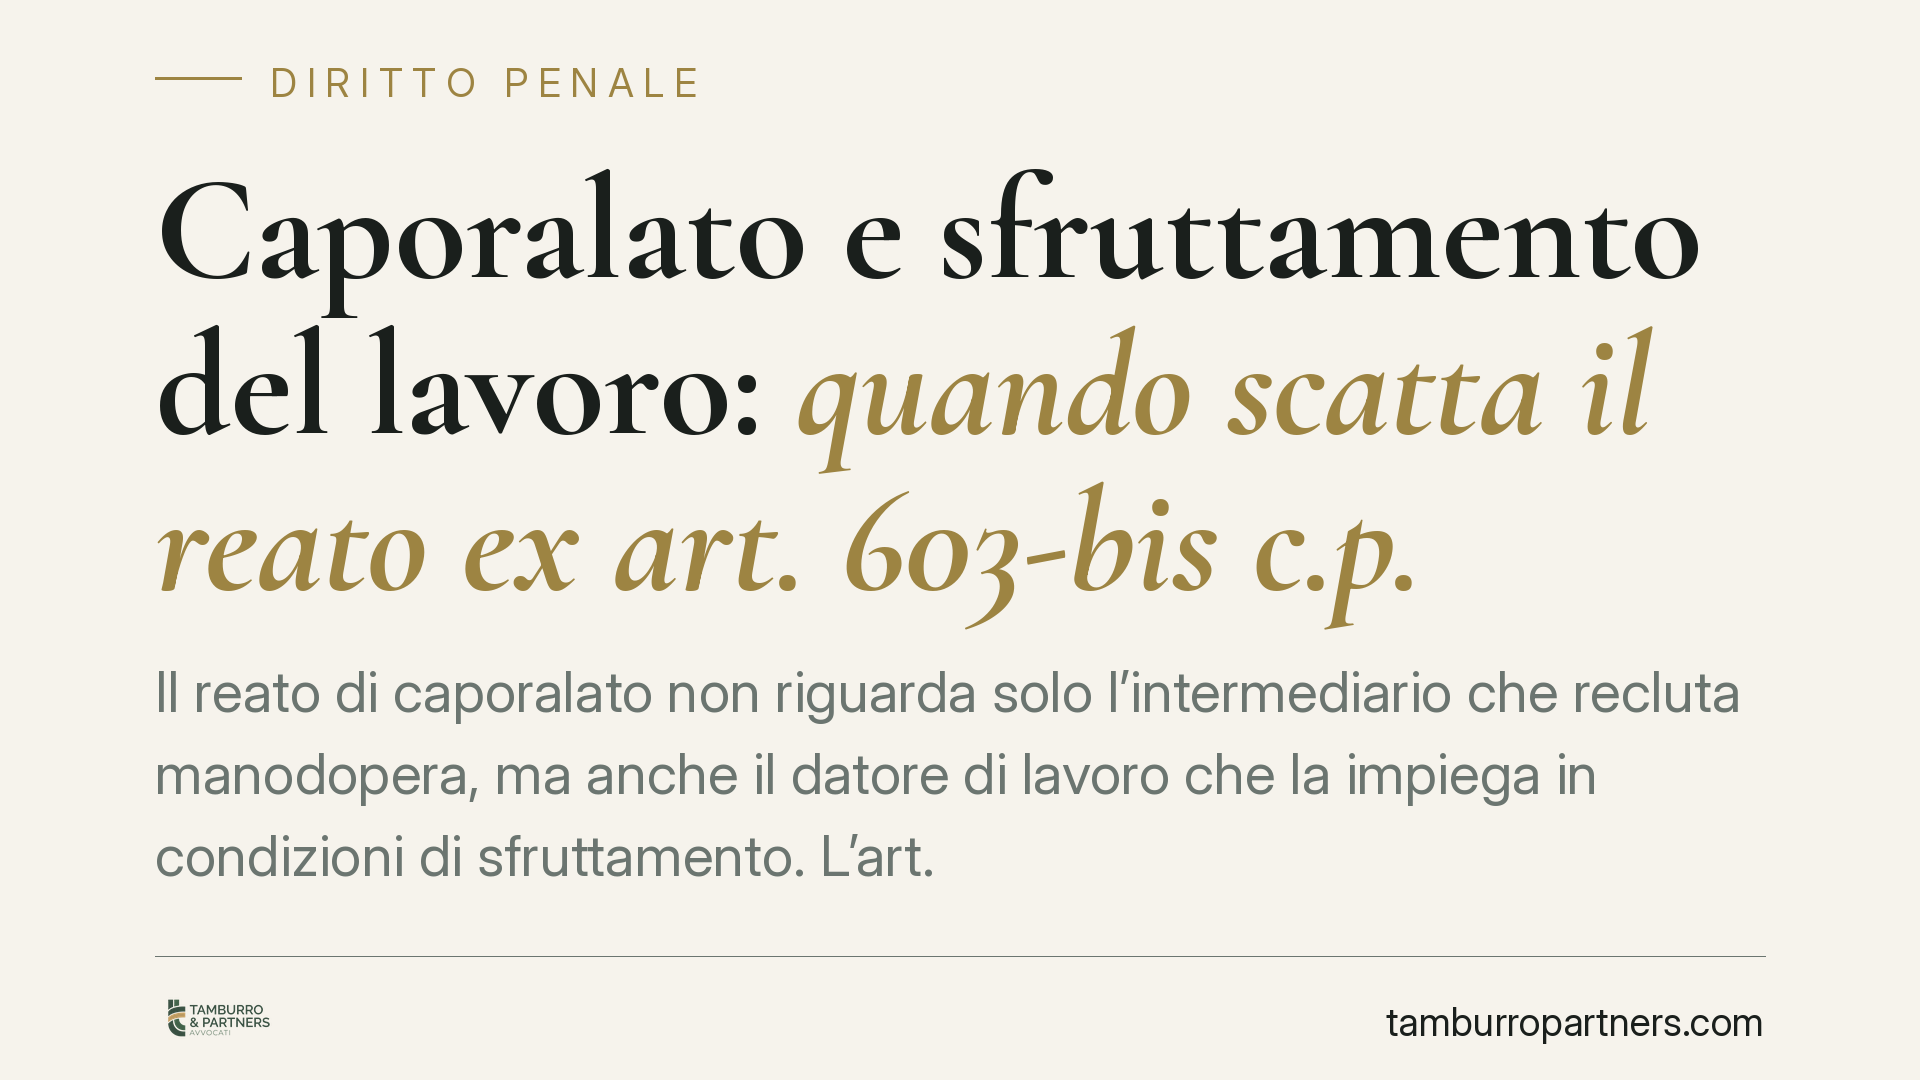 DIRITTO PENALE
Caporalato e sfruttamento
del lavoro: quando scatta il
reato ex art. 603-bis c.p.
Il reato di caporalato non riguarda solo l’intermediario che recluta
manodopera, ma anche il datore di lavoro che la impiega in
condizioni di sfruttamento. L’art.
TAMBURRO
& PARTNERS
AVVOCATI
tamburropartners.com